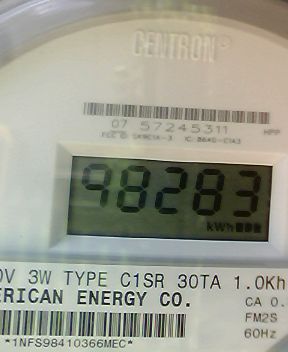 CENTRON®
07 57245311
HPP
98283
kWh
0V 3W TYPE C1SR 30TA 1.0Kh
ERICAN ENERGY CO.
CA 0.
FM2S
60Hz
*1NFS98410366MEC*